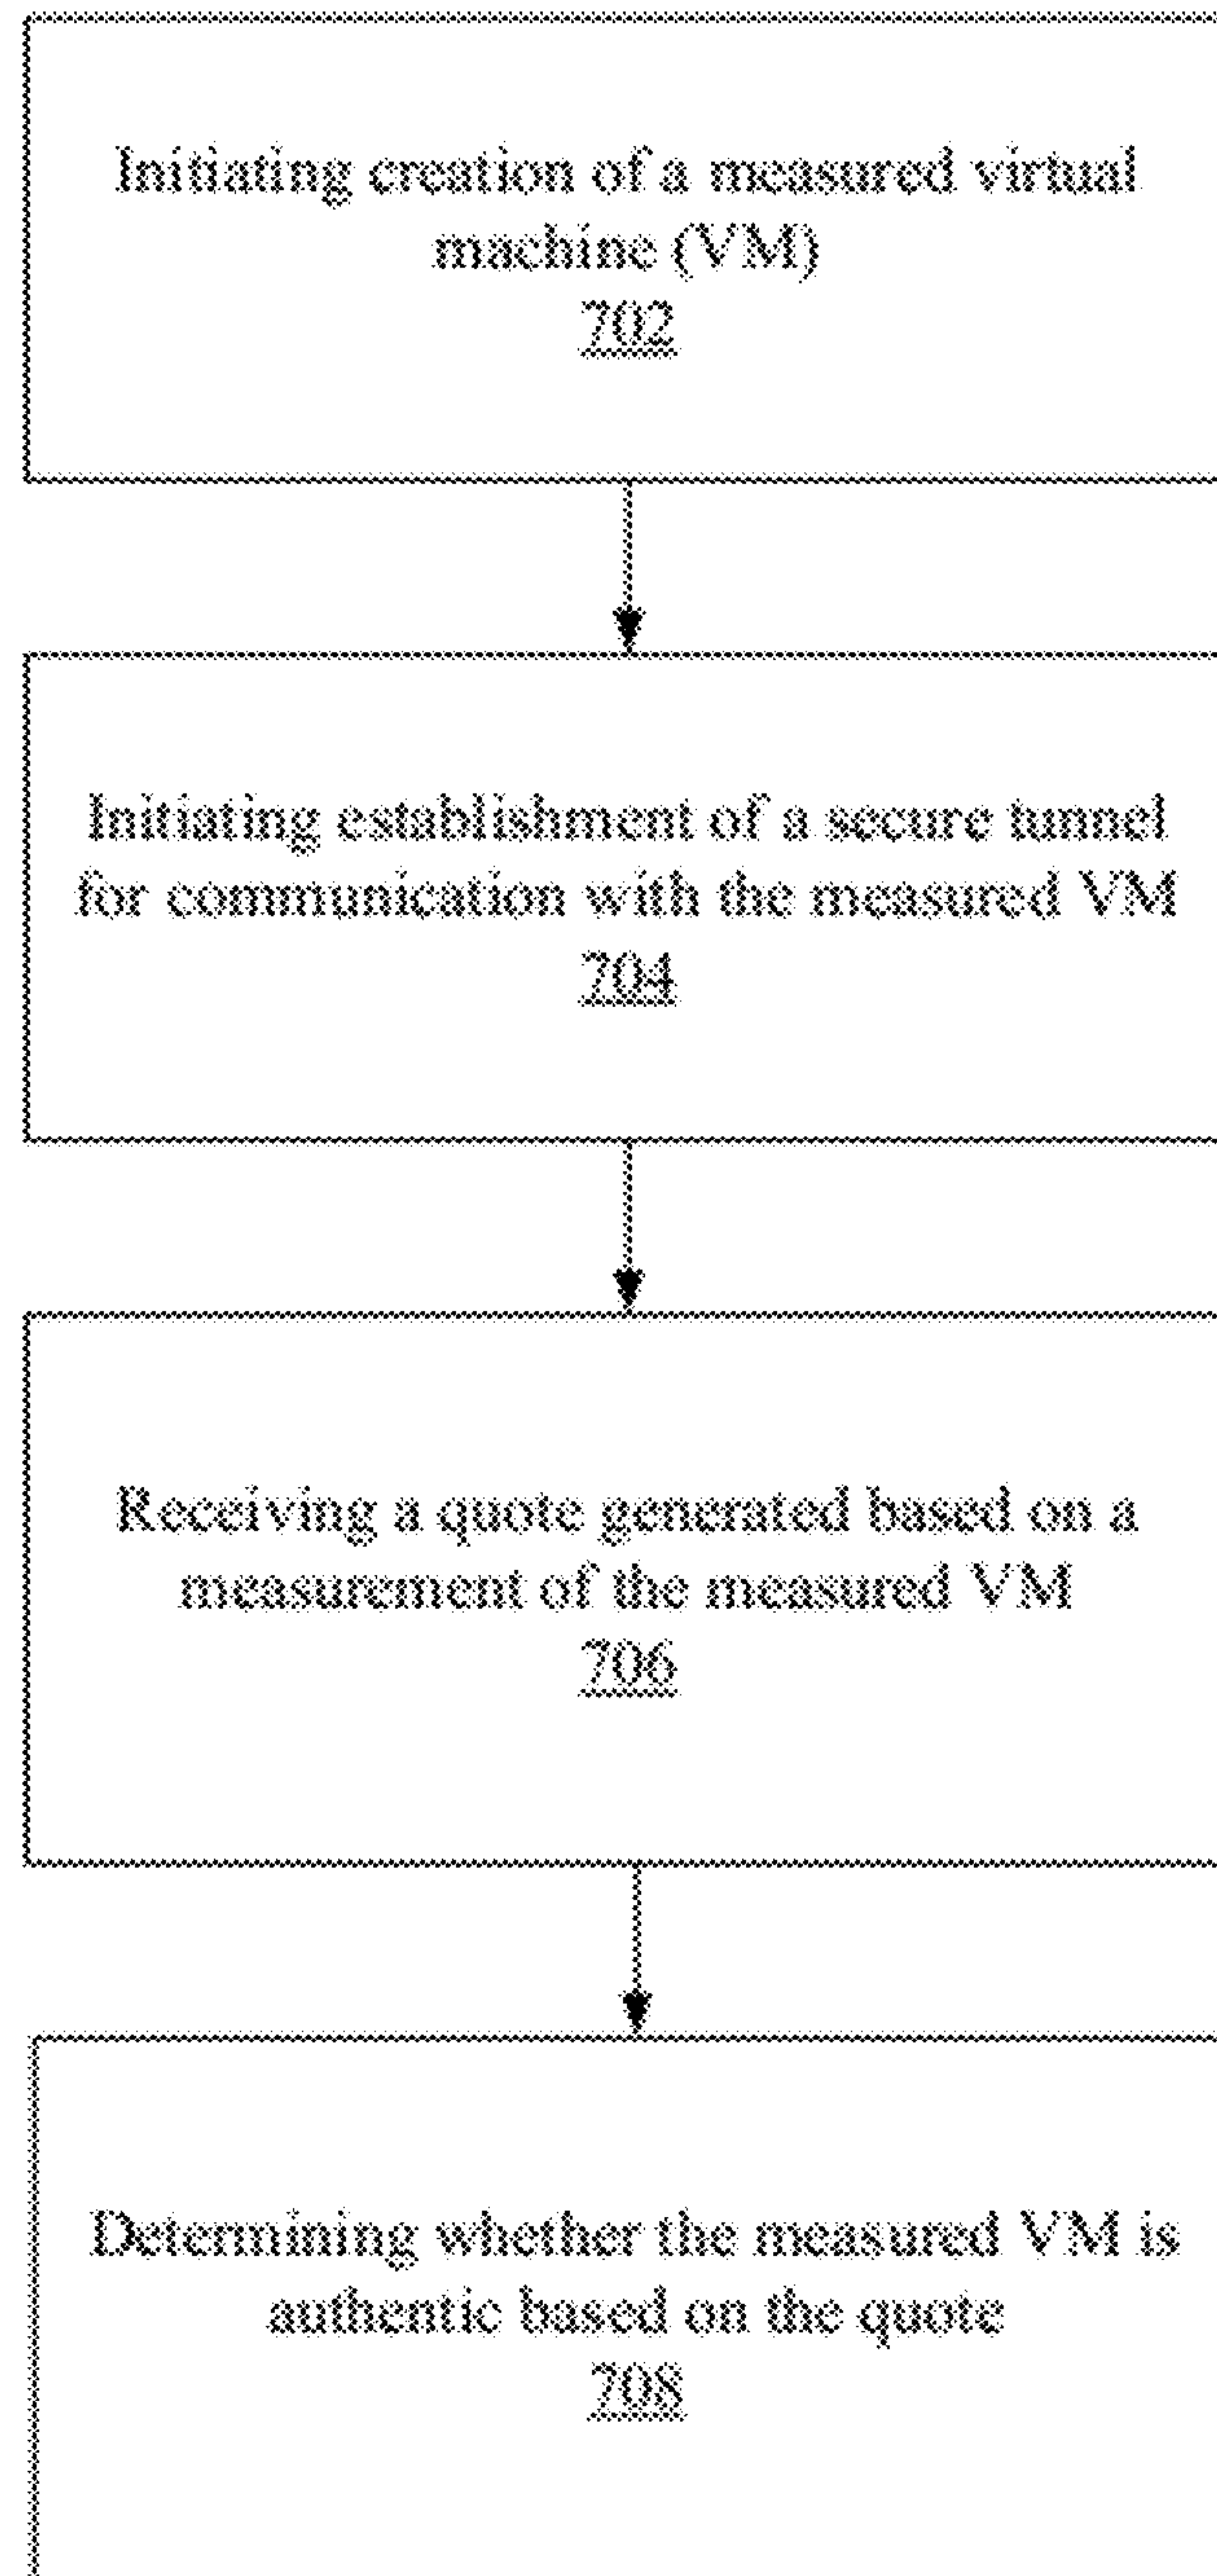 Initiating creation of a measured virtual
machine (VM)
702
Initiating establishment of a secure tunnel
for communication with the measured VM
704
Receiving a quote generated based on a
measurement of the measured VM
706
Determining whether the measured VM is
authentic based on the quote
708